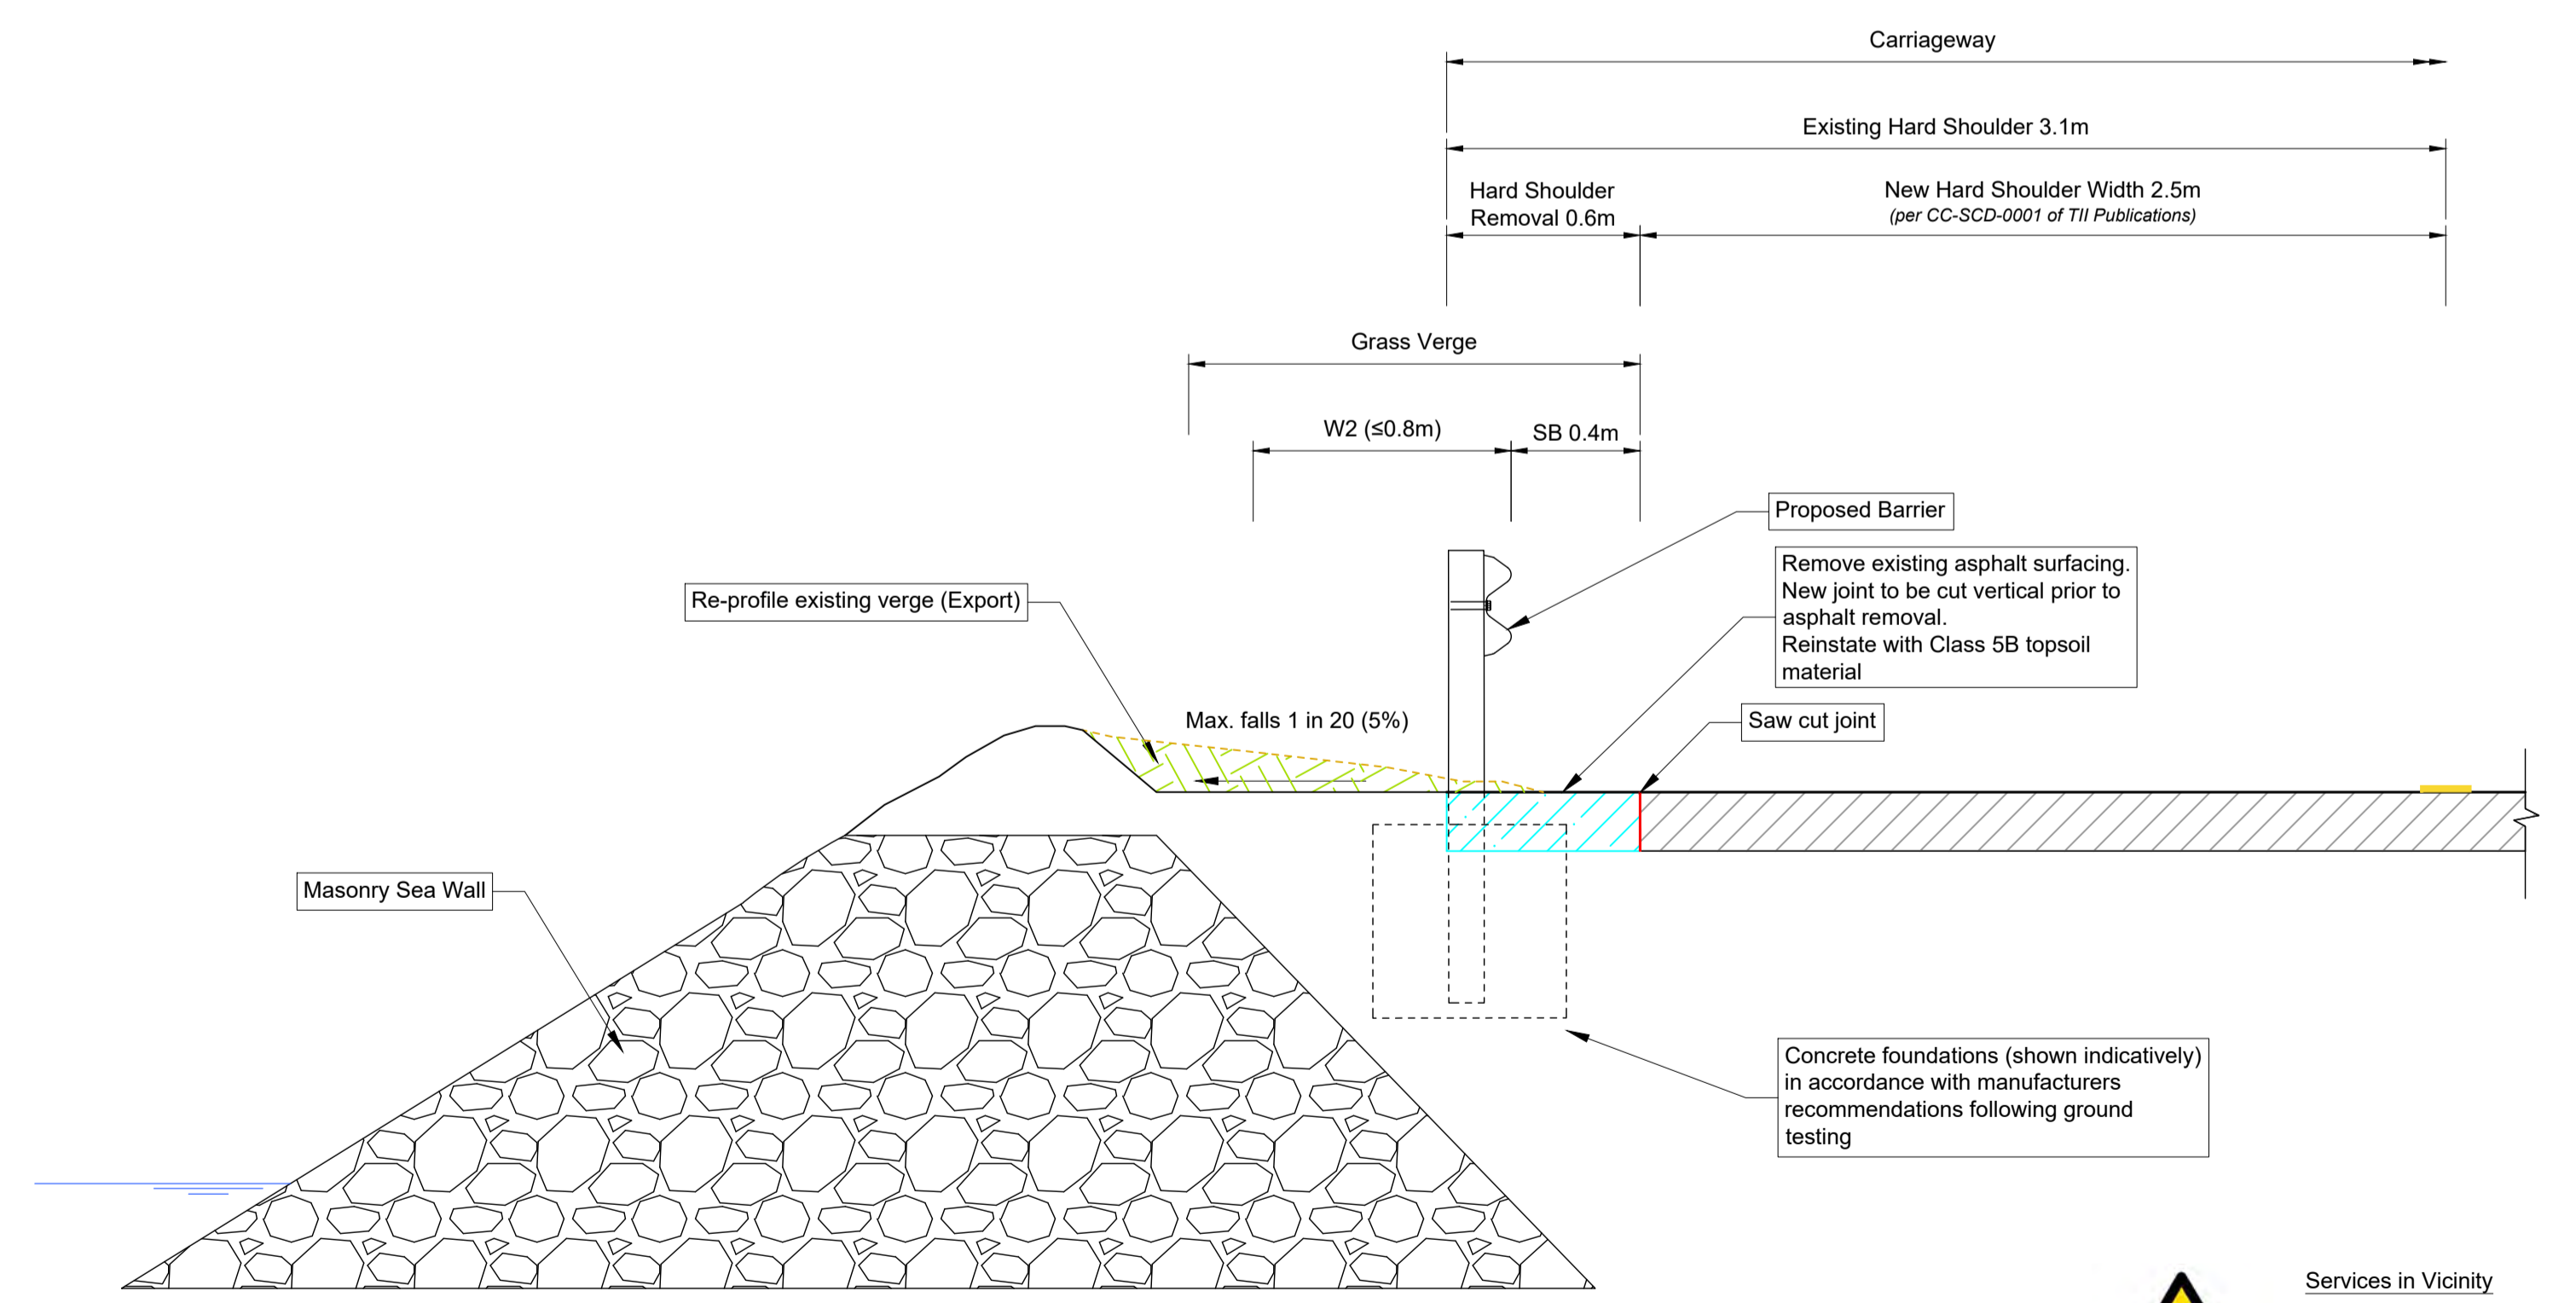 Carriageway
Existing Hard Shoulder 3.1m
Hard Shoulder
Removal 0.6m
New Hard Shoulder Width 2.5m
(per CC-SCD-0001 of TII Publications)
Grass Verge
W2 (≤0.8m)
SB 0.4m
Proposed Barrier
Remove existing asphalt surfacing.
New joint to be cut vertical prior to
asphalt removal.
Reinstate with Class 5B topsoil
material
Re-profile existing verge (Export)
Max. falls 1 in 20 (5%)
Saw cut joint
Masonry Sea Wall
Concrete foundations (shown indicatively)
in accordance with manufacturers
recommendations following ground
testing
Services in Vicinity